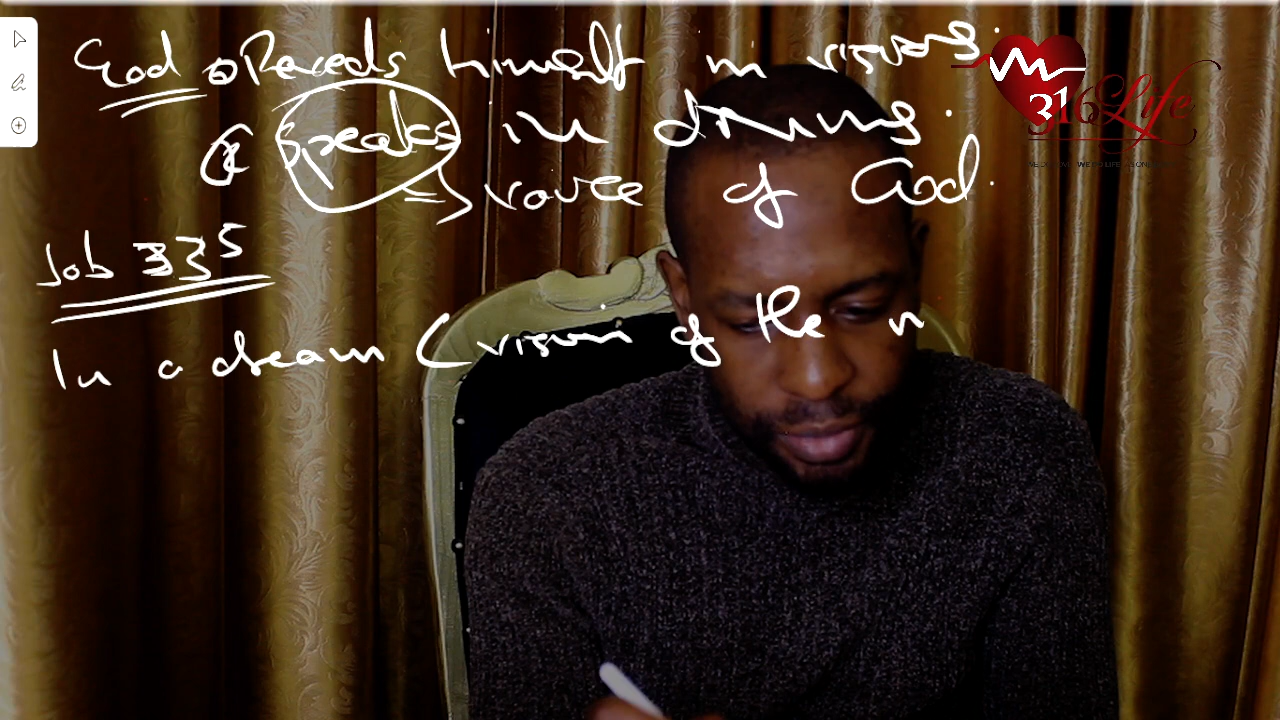 God Reveals himself in visions.
& speaks in dreams.
=> voice of God.
Job 33 5
In a dream (vision of the n
316Life